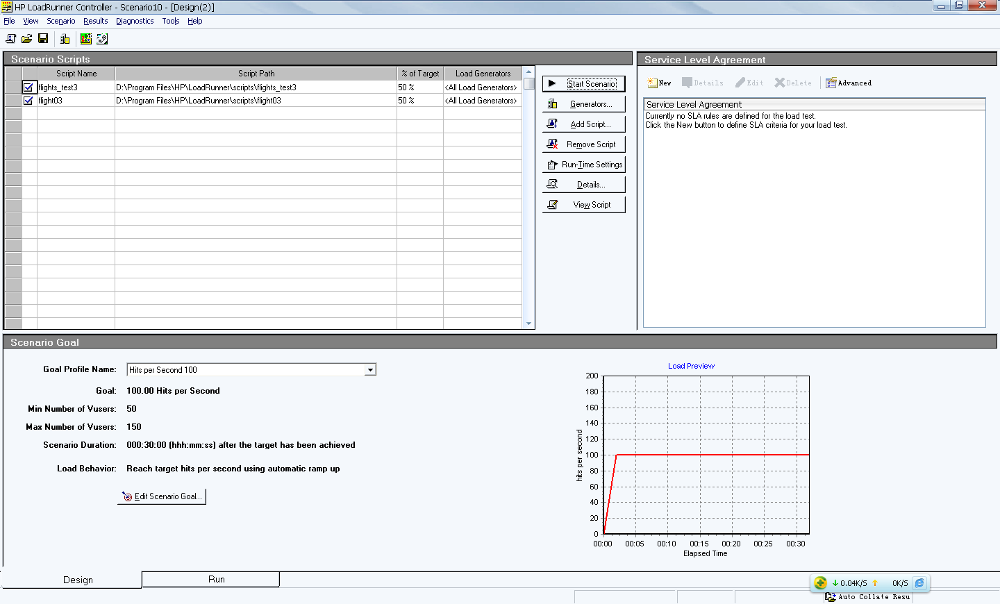 HP LoadRunner Controller - Scenario10 - [Design(2)]
File View Scenario Results Diagnostics Tools Help
Scenario Scripts
Script Name Script Path % of Target Load Generators
flights_test3 D:\Program Files\HP\LoadRunner\scripts\flights_test3 50 % <All Load Generators>
flight03 D:\Program Files\HP\LoadRunner\scripts\flight03 50 % <All Load Generators>
Start Scenario
Generators...
Add Script...
Remove Script
Run-Time Settings
Details...
View Script
Service Level Agreement
New Details Edit Delete Advanced
Service Level Agreement
Currently no SLA rules are defined for the load test.
Click the New button to define SLA criteria for your load test.
Scenario Goal
Goal Profile Name: Hits per Second 100
Goal: 100.00 Hits per Second
Min Number of Vusers: 50
Max Number of Vusers: 150
Scenario Duration: 000:30:00 (hhh:mm:ss) after the target has been achieved
Load Behavior: Reach target hits per second using automatic ramp up
Edit Scenario Goal...
Load Preview
hits per second
200
180
160
140
120
100
80
60
40
20
0
00:00 00:05 00:10 00:15 00:20 00:25 00:30
Elapsed Time
Design Run
0.04K/S 0K/S
Auto Collate Resu